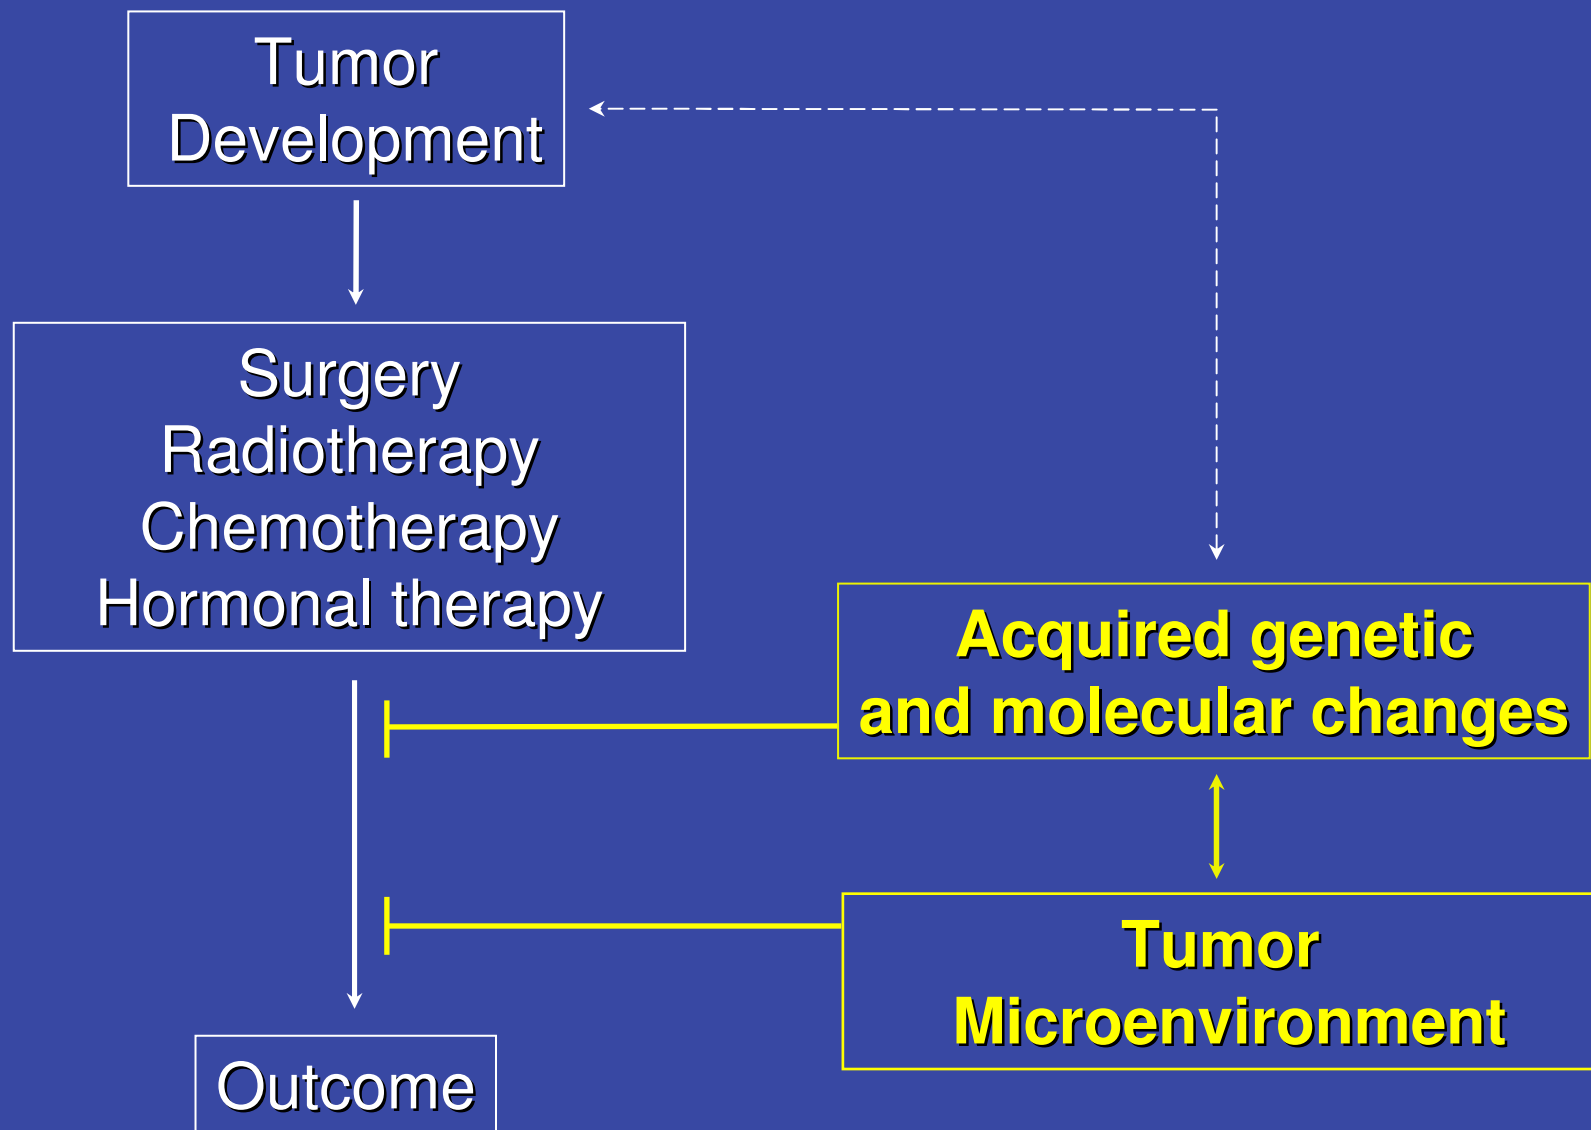 Tumor
Development
Surgery
Radiotherapy
Chemotherapy
Hormonal therapy
Acquired genetic
and molecular changes
Tumor
Microenvironment
Outcome